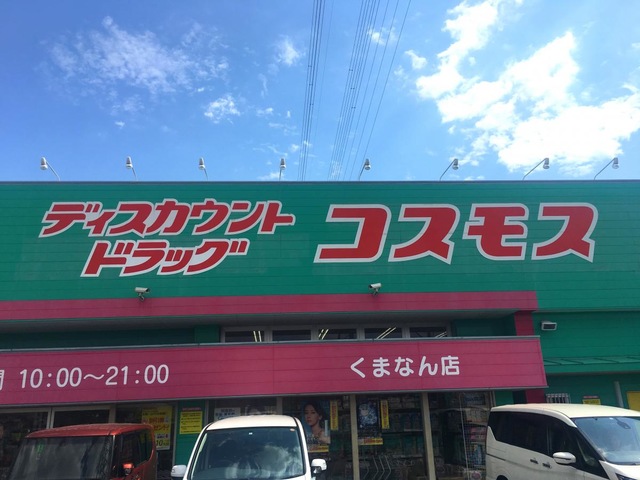 ディスカウント
ドラッグ
コスモス
間 10:00～21:00
くまなん店